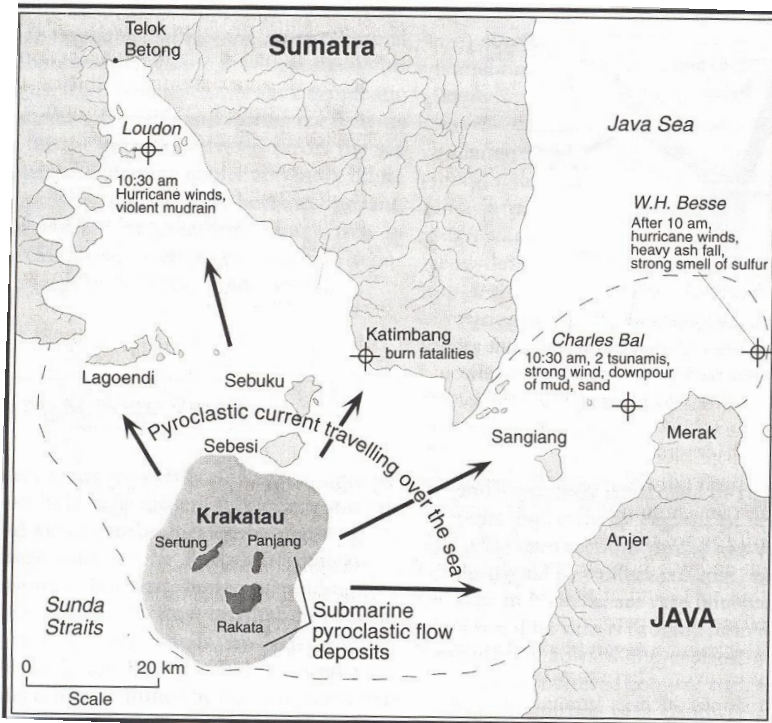 Telok
Betong
Sumatra
Loudon
10:30 am
Hurricane winds,
violent mudrain
Java Sea
W.H. Besse
After 10 am,
hurricane winds,
heavy ash fall,
strong smell of sulfur
Katimbang
burn fatalities
Charles Bal
10:30 am, 2 tsunamis,
strong wind, downpour
of mud, sand
Lagoendi
Sebuku
Sebesi
Pyroclastic current travelling over the sea
Sangiang
Merak
Krakatau
Sertung
Panjang
Rakata
Anjer
JAVA
Sunda
Straits
Submarine
pyroclastic flow
deposits
0
20 km
Scale